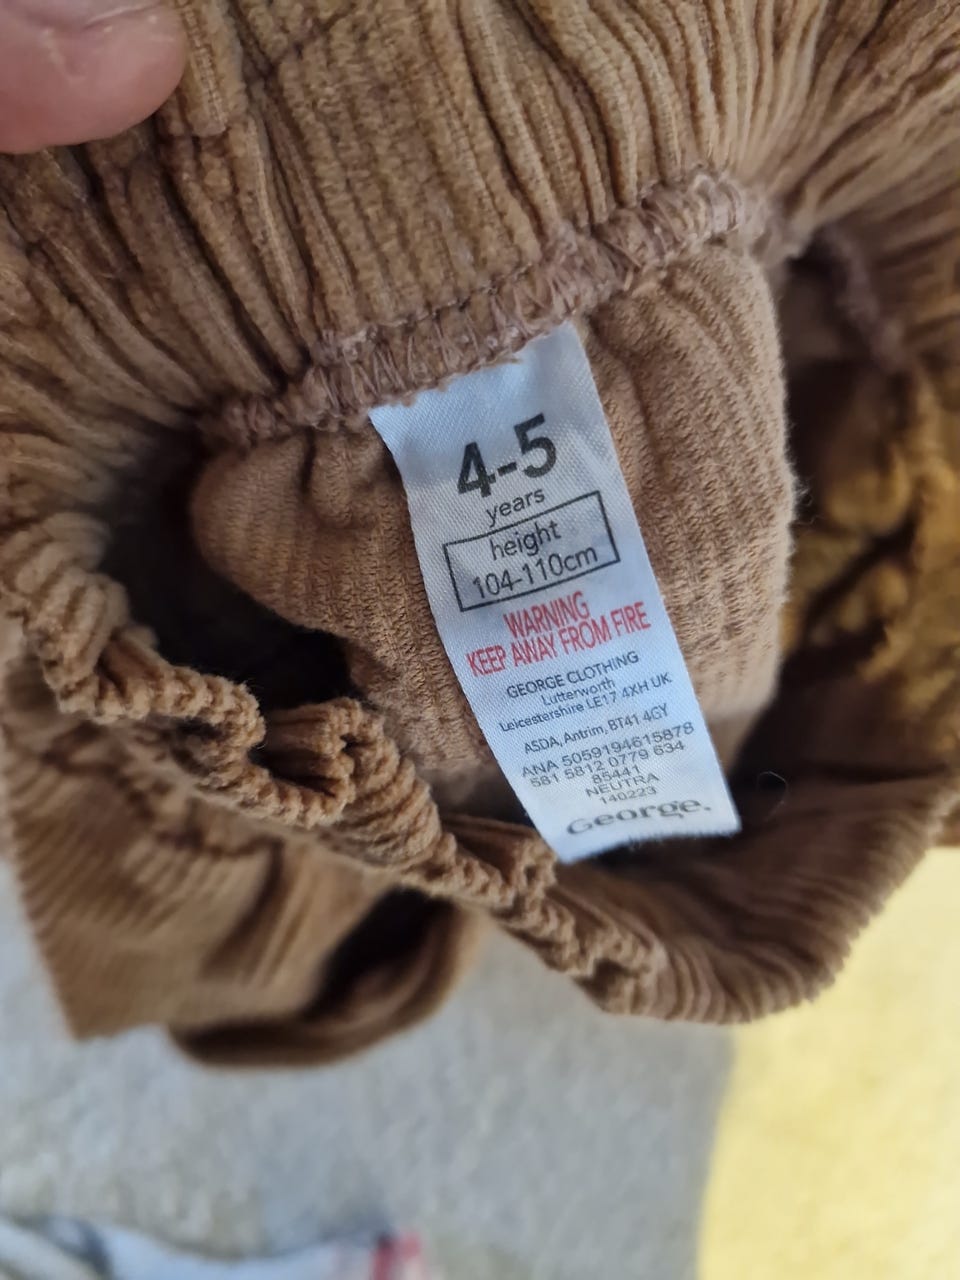 4-5
years
height
104-110cm
WARNING
KEEP AWAY FROM FIRE
GEORGE CLOTHING
Lutterworth
Leicestershire LE17 4XH UK.
ASDA, Antrim, BT41 4GY
ANA 5059194615878
581 5812 0779 634
85441
NEUTRA
140223
George.